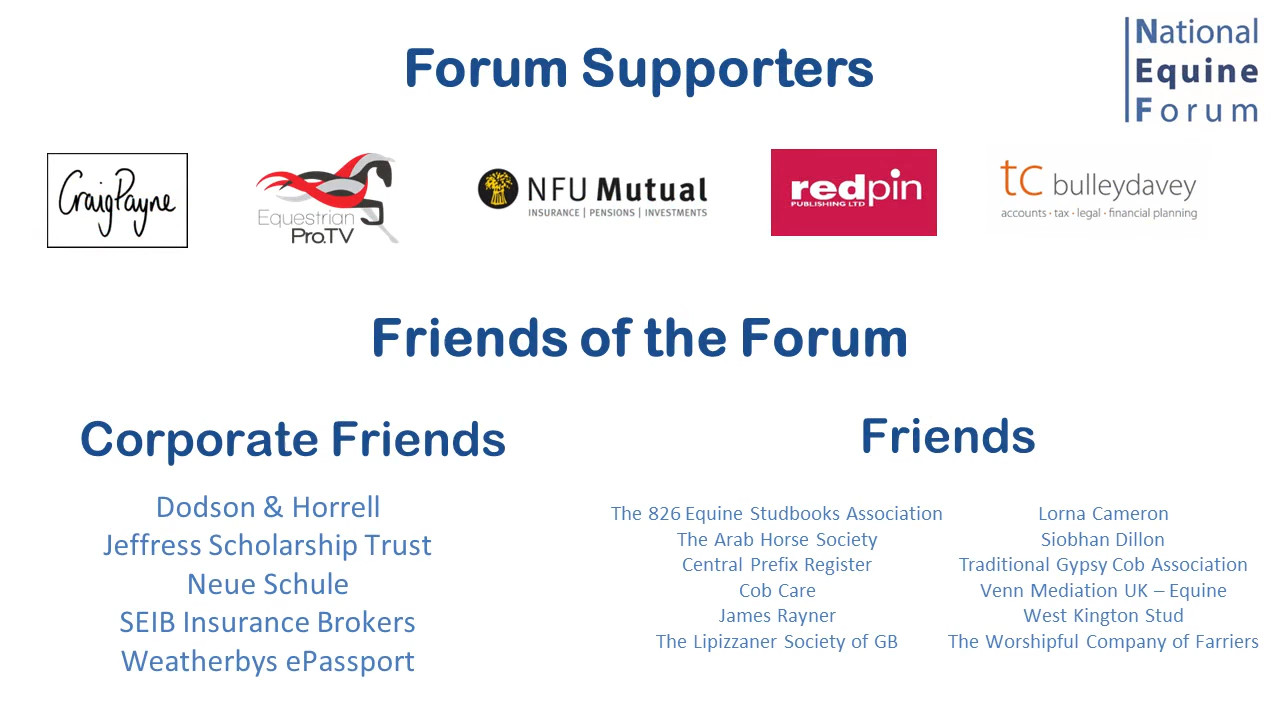 Forum Supporters
National
Equine
Forum
Craig Payne
Equestrian
Pro.TV
NFU Mutual
INSURANCE | PENSIONS | INVESTMENTS
redpin
PUBLISHING LTD
tc bulleydavey
accounts · tax · legal · financial planning
Friends of the Forum
Corporate Friends
Dodson & Horrell
Jeffress Scholarship Trust
Neue Schule
SEIB Insurance Brokers
Weatherbys ePassport
Friends
The 826 Equine Studbooks Association
The Arab Horse Society
Central Prefix Register
Cob Care
James Rayner
The Lipizzaner Society of GB
Lorna Cameron
Siobhan Dillon
Traditional Gypsy Cob Association
Venn Mediation UK – Equine
West Kington Stud
The Worshipful Company of Farriers